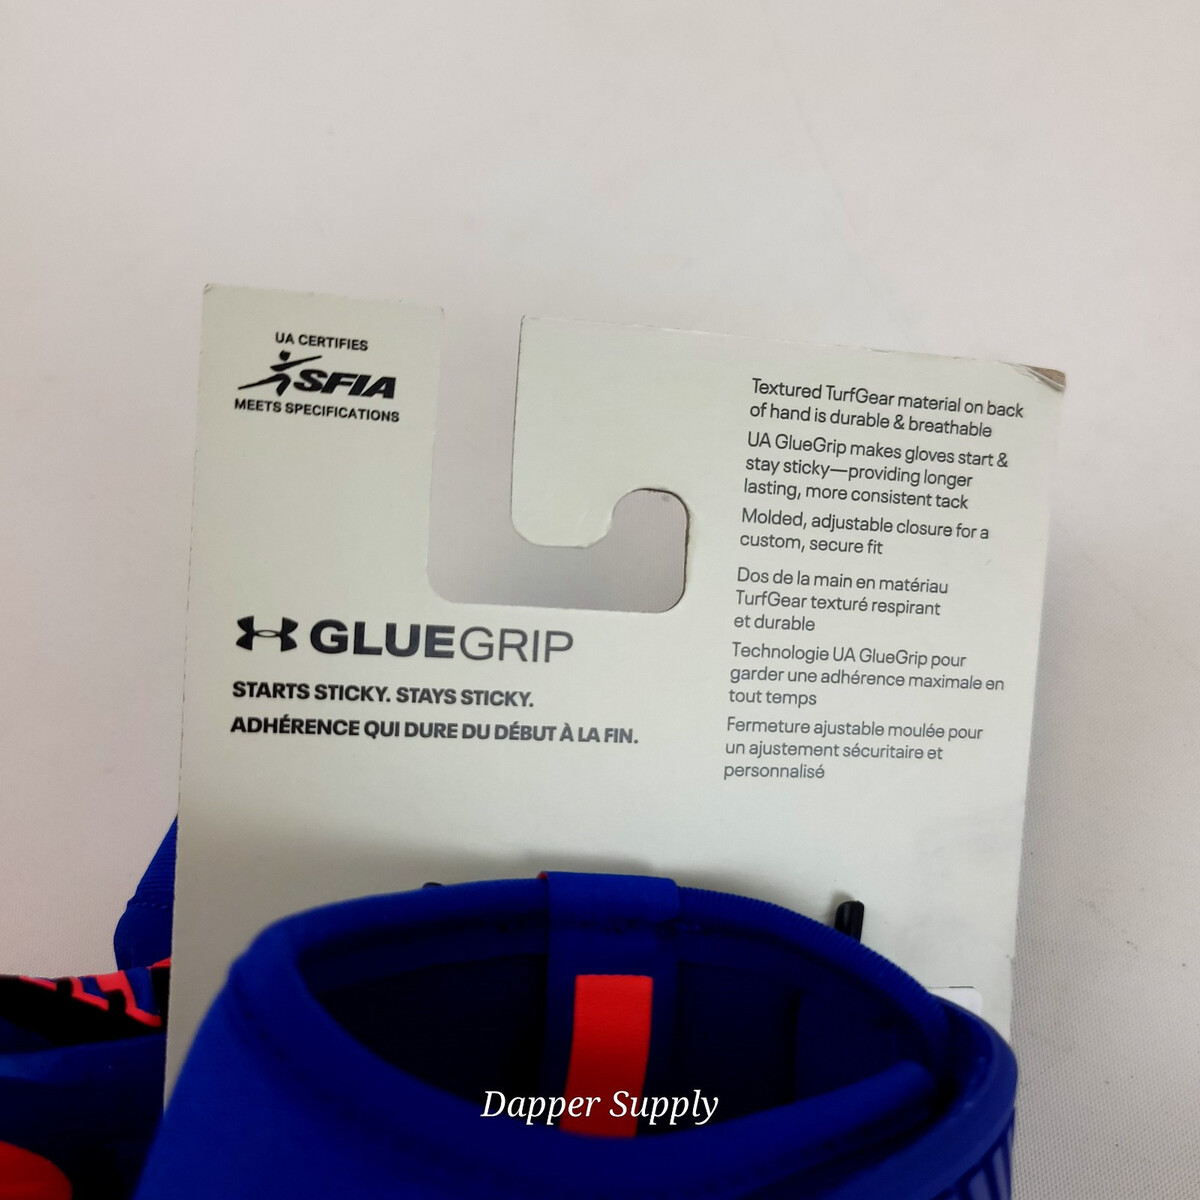 UA CERTIFIES
SFIA
MEETS SPECIFICATIONS
GLUEGRIP
STARTS STICKY. STAYS STICKY.
ADHÉRENCE QUI DURE DU DÉBUT À LA FIN.
Textured TurfGear material on back
of hand is durable & breathable
UA GlueGrip makes gloves start &
stay sticky—providing longer
lasting, more consistent tack
Molded, adjustable closure for a
custom, secure fit
Dos de la main en matériau
TurfGear texturé respirant
et durable
Technologie UA GlueGrip pour
garder une adhérence maximale en
tout temps
Fermeture ajustable moulée pour
un ajustement sécuritaire et
personnalisé
Dapper Supply